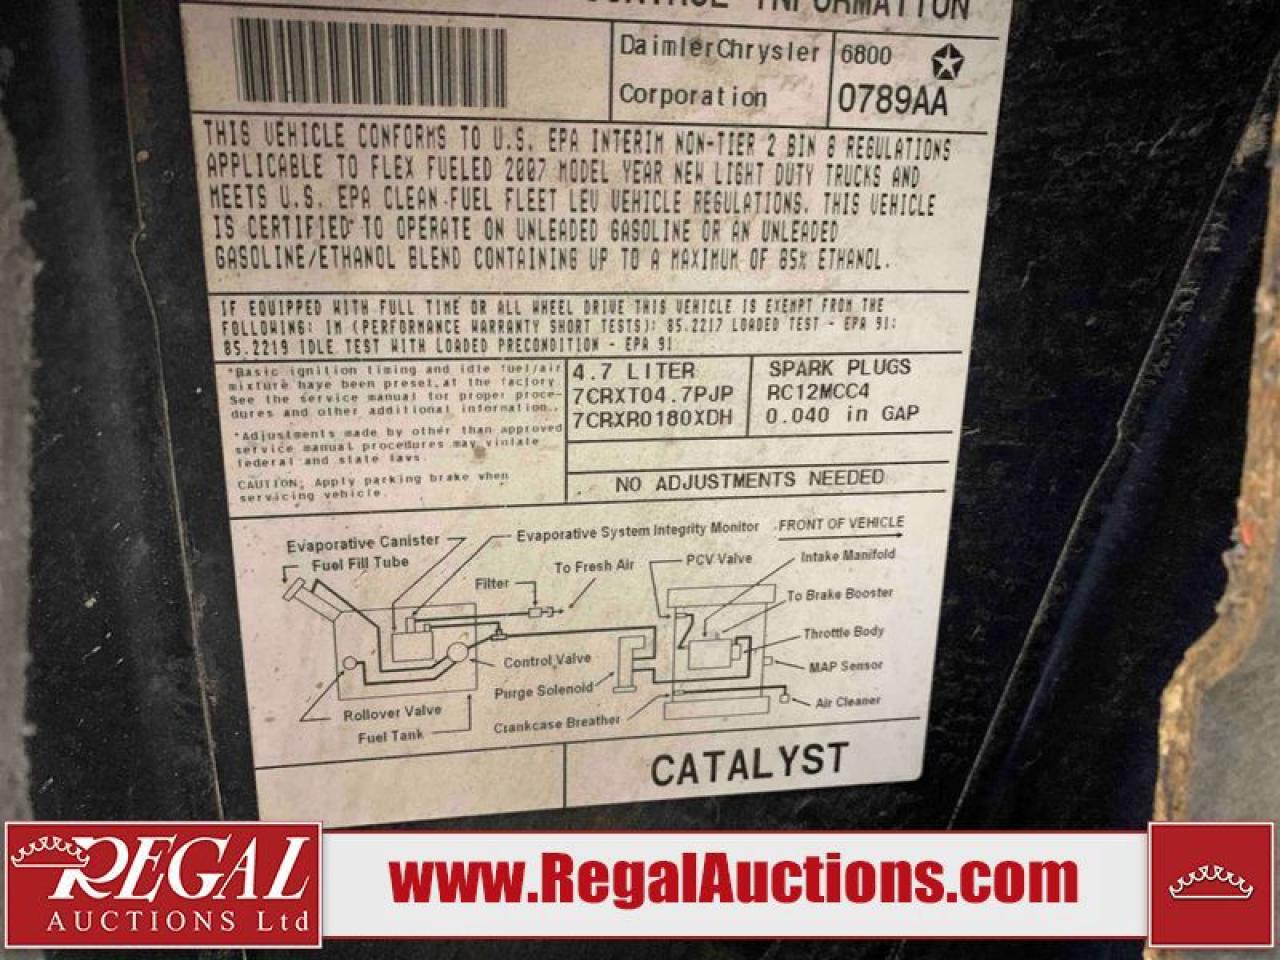 CONTROL INFORMATION
DaimlerChrysler
Corporation
6800
0789AA
THIS VEHICLE CONFORMS TO U.S. EPA INTERIM NON-TIER 2 BIN 8 REGULATIONS
APPLICABLE TO FLEX FUELED 2007 MODEL YEAR NEW LIGHT DUTY TRUCKS AND
MEETS U.S. EPA CLEAN-FUEL FLEET LEV VEHICLE REGULATIONS. THIS VEHICLE
IS CERTIFIED TO OPERATE ON UNLEADED GASOLINE OR AN UNLEADED
GASOLINE/ETHANOL BLEND CONTAINING UP TO A MAXIMUM OF 85% ETHANOL.
IF EQUIPPED WITH FULL TIME OR ALL WHEEL DRIVE THIS VEHICLE IS EXEMPT FROM THE
FOLLOWING: IM (PERFORMANCE WARRANTY SHORT TESTS): 85.2217 LOADED TEST - EPA 91;
85.2219 IDLE TEST WITH LOADED PRECONDITION - EPA 91
*Basic ignition timing and idle fuel/air
mixture have been preset at the factory.
See the service manual for proper proce-
dures and other additional information.
*Adjustments made by other than approved
service manual procedures may violate
federal and state laws.
CAUTION: Apply parking brake when
servicing vehicle.
4.7 LITER
7CRXT04.7PJP
7CRXR0180XDH
SPARK PLUGS
RC12MCC4
0.040 in GAP
NO ADJUSTMENTS NEEDED
Evaporative Canister
Evaporative System Integrity Monitor
FRONT OF VEHICLE
Fuel Fill Tube
Filter
To Fresh Air
PCV Valve
Intake Manifold
To Brake Booster
Throttle Body
MAP Sensor
Air Cleaner
Control Valve
Purge Solenoid
Crankcase Breather
Rollover Valve
Fuel Tank
CATALYST
REGAL
AUCTIONS Ltd
www.RegalAuctions.com